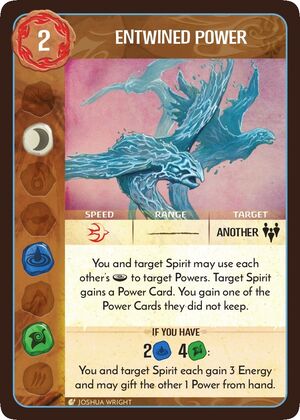 2
ENTWINED POWER
SPEED RANGE TARGET
ANOTHER
You and target Spirit may use each
other's to target Powers. Target Spirit
gains a Power Card. You gain one of the
Power Cards they did not keep.
IF YOU HAVE
2 4 :
You and target Spirit each gain 3 Energy
and may gift the other 1 Power from hand.
JOSHUA WRIGHT